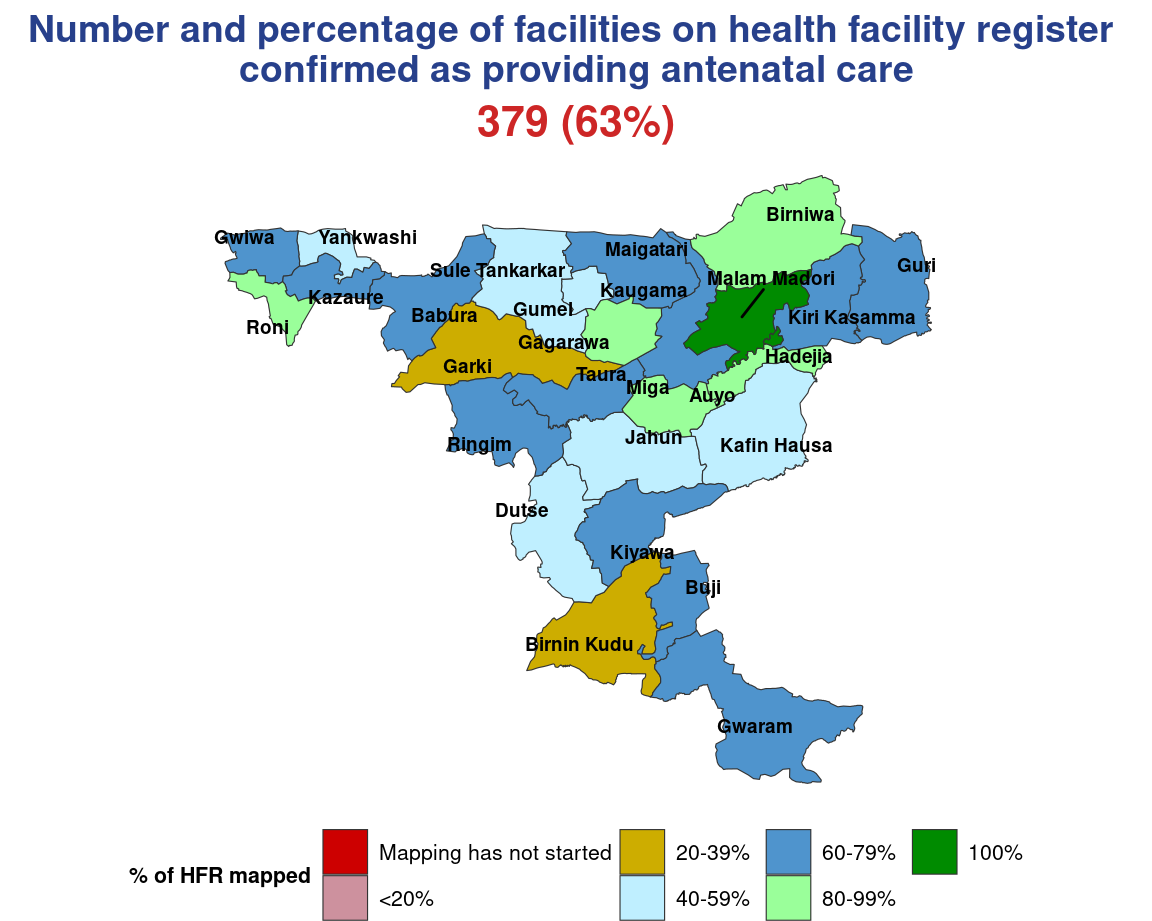 Number and percentage of facilities on health facility register
confirmed as providing antenatal care
379 (63%)
Birniwa
Gwiwa
Yankwashi
Maigatari
Guri
Sule Tankarkar
Malam Madori
Kaugama
Kazaure
Gumel
Babura
Kiri Kasamma
Roni
Gagarawa
Hadejia
Garki
Taura
Miga
Auyo
Jahun
Ringim
Kafin Hausa
Dutse
Kiyawa
Buji
Birnin Kudu
Gwaram
% of HFR mapped
Mapping has not started
<20%
20-39%
40-59%
60-79%
80-99%
100%